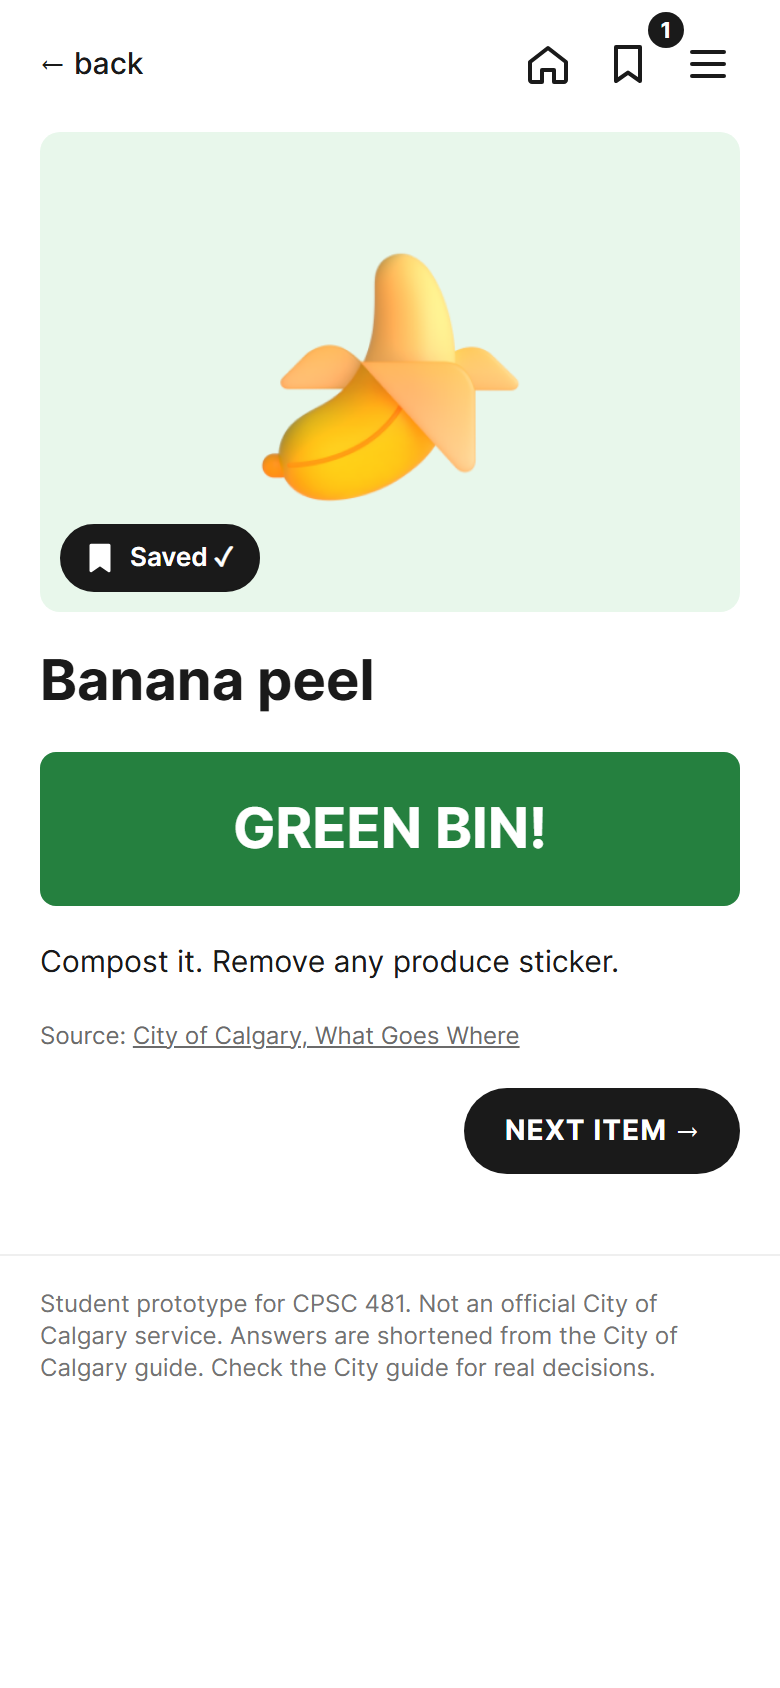 ← back
1
Saved ✓
Banana peel
GREEN BIN!
Compost it. Remove any produce sticker.
Source: City of Calgary, What Goes Where
NEXT ITEM →
Student prototype for CPSC 481. Not an official City of
Calgary service. Answers are shortened from the City of
Calgary guide. Check the City guide for real decisions.